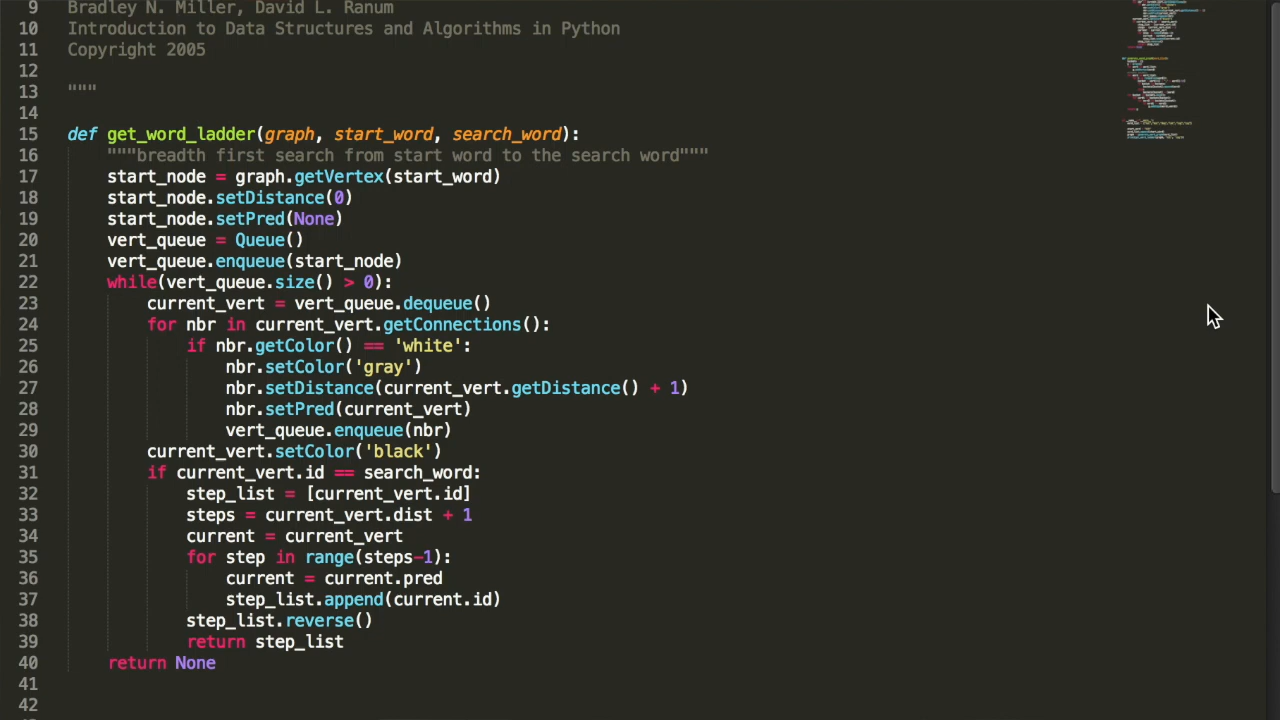 9 Bradley N. Miller, David L. Ranum
10 Introduction to Data Structures and Algorithms in Python
11 Copyright 2005
12
13 """
14
15 def get_word_ladder(graph, start_word, search_word):
16     """breadth first search from start word to the search word"""
17     start_node = graph.getVertex(start_word)
18     start_node.setDistance(0)
19     start_node.setPred(None)
20     vert_queue = Queue()
21     vert_queue.enqueue(start_node)
22     while(vert_queue.size() > 0):
23         current_vert = vert_queue.dequeue()
24         for nbr in current_vert.getConnections():
25             if nbr.getColor() == 'white':
26                 nbr.setColor('gray')
27                 nbr.setDistance(current_vert.getDistance() + 1)
28                 nbr.setPred(current_vert)
29                 vert_queue.enqueue(nbr)
30         current_vert.setColor('black')
31         if current_vert.id == search_word:
32             step_list = [current_vert.id]
33             steps = current_vert.dist + 1
34             current = current_vert
35             for step in range(steps-1):
36                 current = current.pred
37                 step_list.append(current.id)
38             step_list.reverse()
39             return step_list
40     return None
41
42